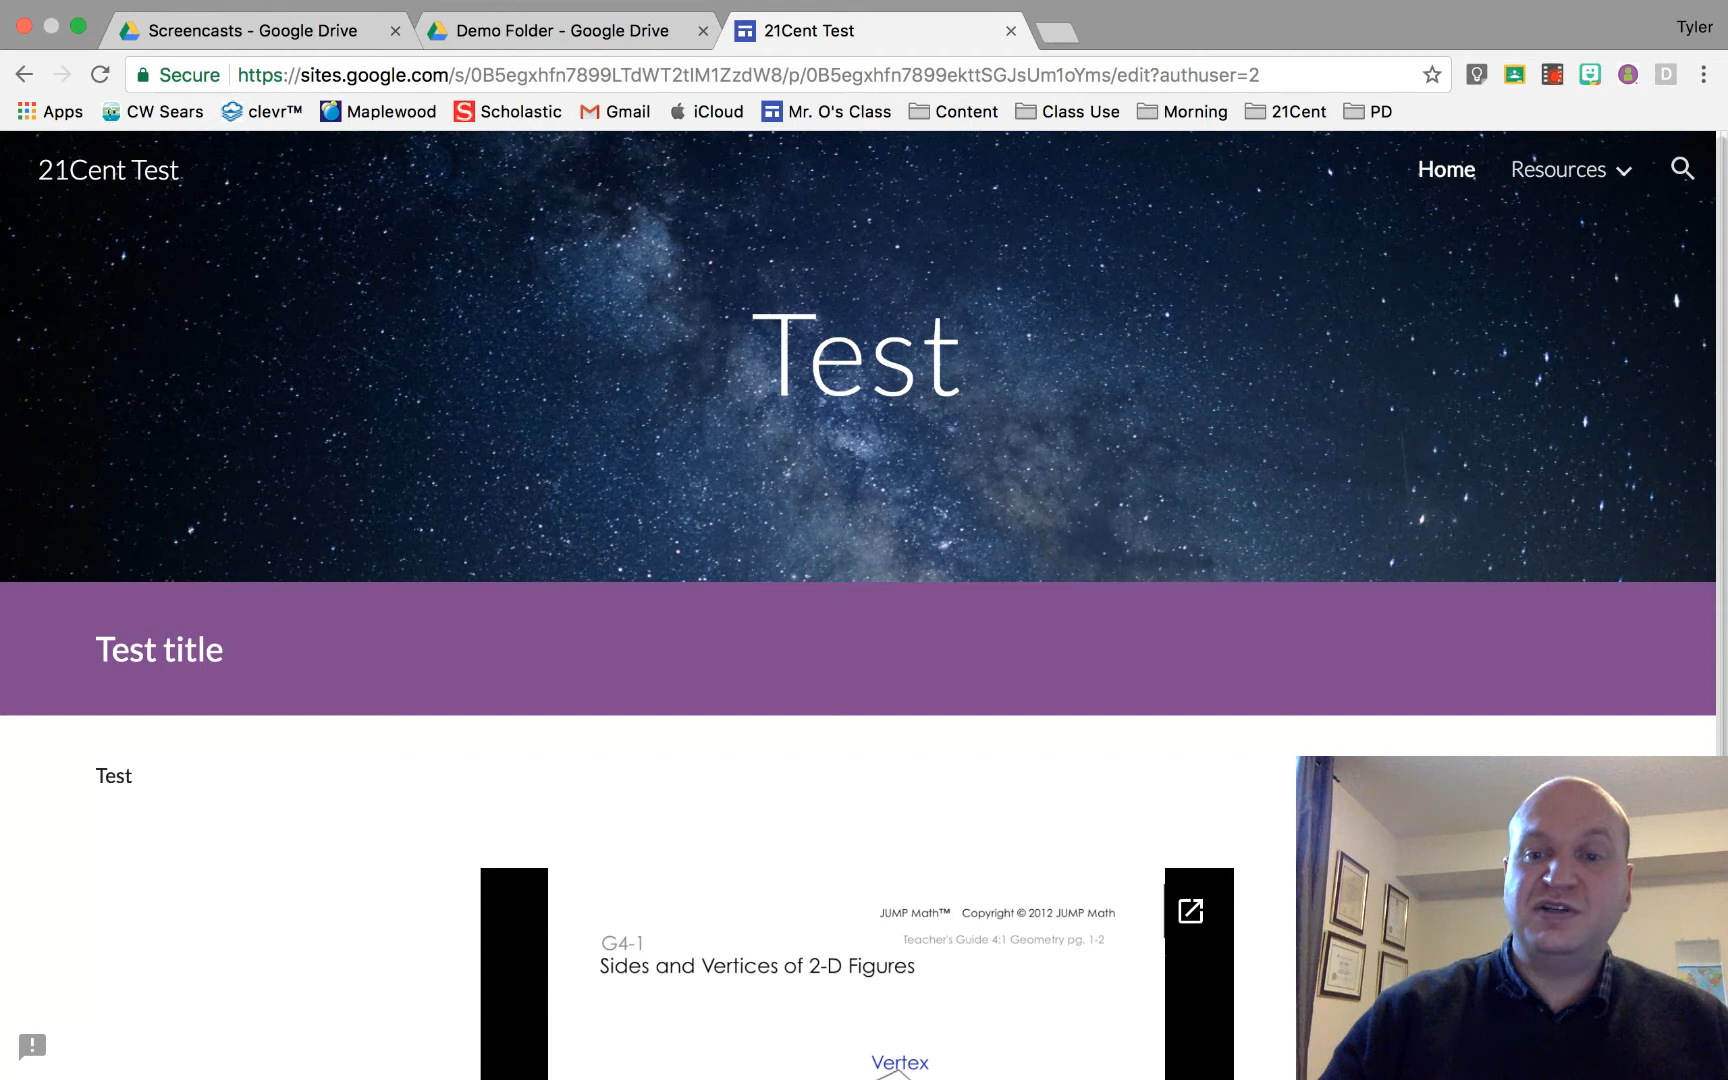 Screencasts - Google Drive
Demo Folder - Google Drive
21Cent Test
Tyler
Secure
https://sites.google.com/s/0B5egxhfn7899LTdWT2tIM1ZzdW8/p/0B5egxhfn7899ekttSGJsUm1oYms/edit?authuser=2
D
Apps CW Sears clevr™ Maplewood S Scholastic Gmail iCloud Mr. O's Class Content Class Use Morning 21Cent PD
21Cent Test
Home Resources
Test
Test title
Test
JUMP Math™ Copyright © 2012 JUMP Math
G4-1
Teacher's Guide 4:1 Geometry pg. 1-2
Sides and Vertices of 2-D Figures
Vertex